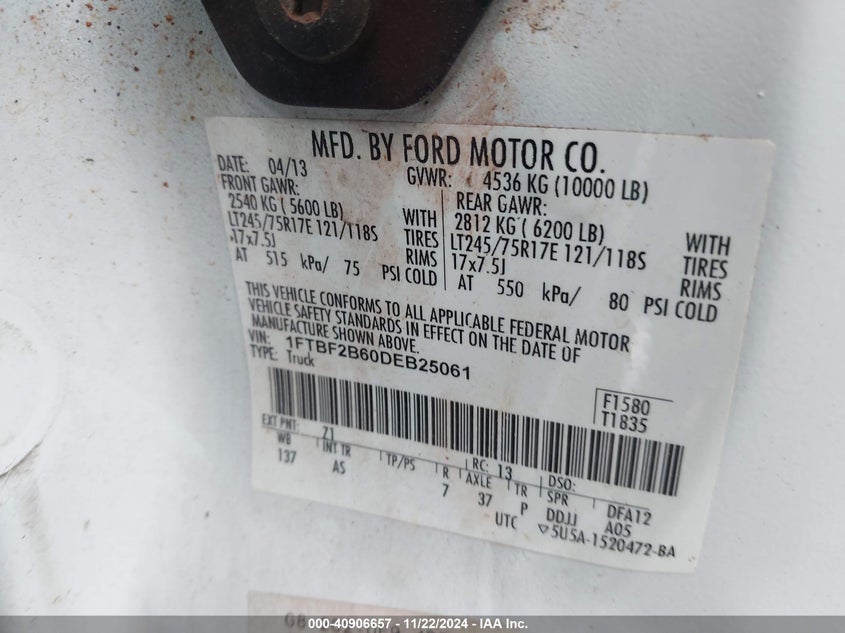 MFD. BY FORD MOTOR CO.
DATE: 04/13 GVWR: 4536 KG (10000 LB)
FRONT GAWR: REAR GAWR:
2540 KG ( 5600 LB) WITH 2812 KG ( 6200 LB) WITH
LT245/75R17E 121/118S TIRES LT245/75R17E 121/118S TIRES
17x7.5J RIMS 17x7.5J RIMS
AT 515 kPa/ 75 PSI COLD AT 550 kPa/ 80 PSI COLD
THIS VEHICLE CONFORMS TO ALL APPLICABLE FEDERAL MOTOR
VEHICLE SAFETY STANDARDS IN EFFECT ON THE DATE OF
MANUFACTURE SHOWN ABOVE.
VIN: 1FTBF2B60DEB25061
TYPE: Truck
F1580
T1835
EXT PNT: Z1 RC: 13 DSO:
WB INT TR TP/PS R AXLE TR SPR DFA12
137 AS 7 37 P DDJJ A05
UTC ▽5U5A-1520472-BA
000-40906657 - 11/22/2024 - IAA Inc.